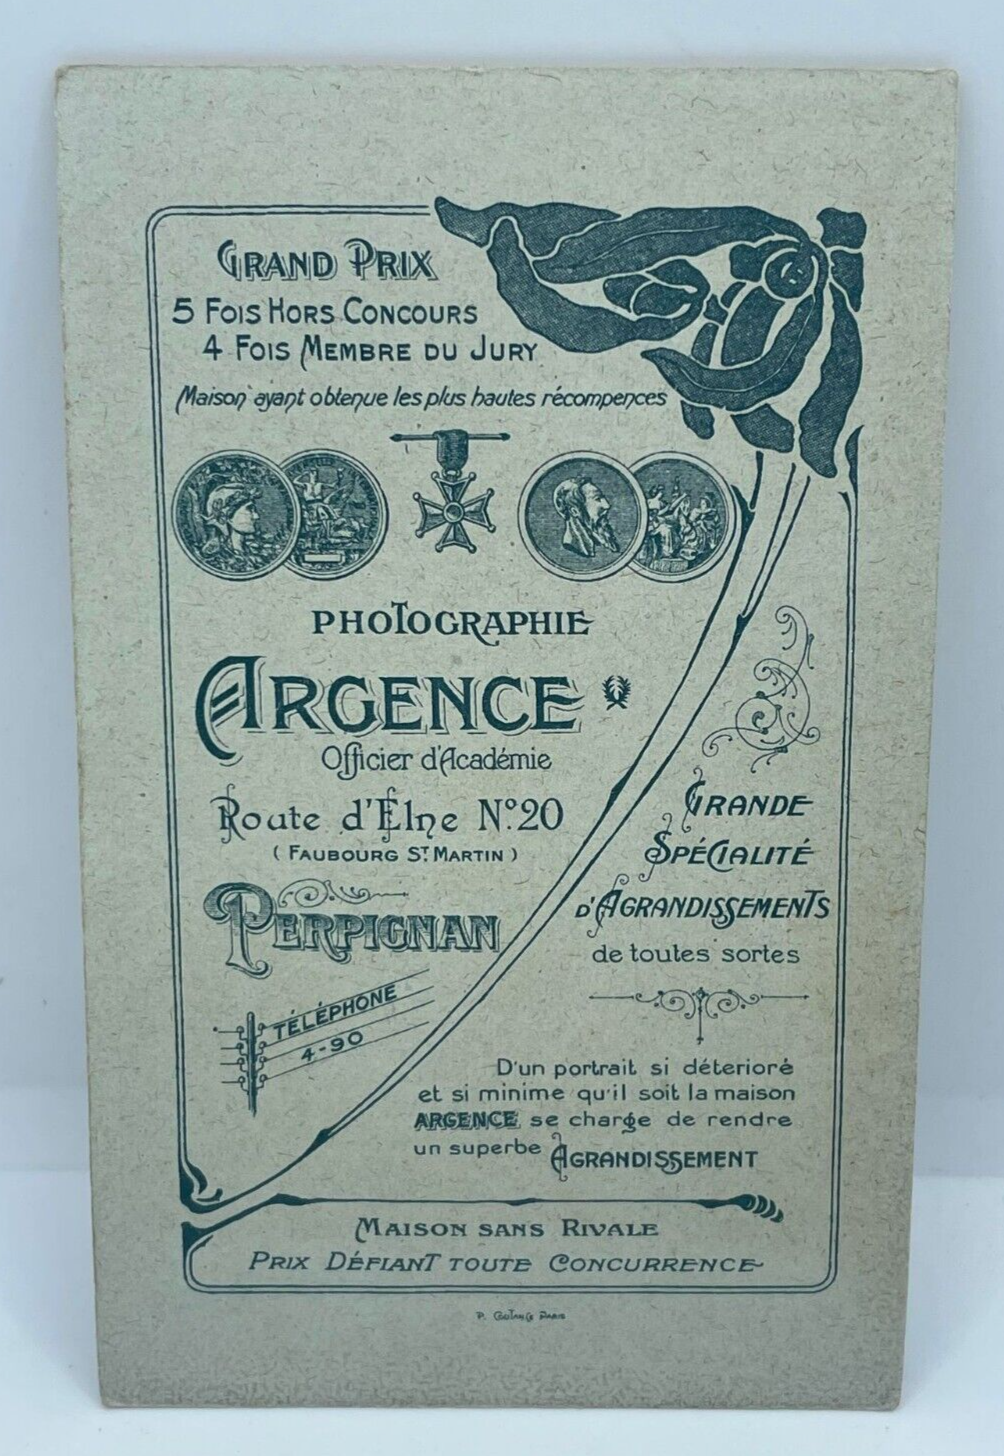 GRAND PRIX
5 FOIS HORS CONCOURS
4 FOIS MEMBRE DU JURY
Maison ayant obtenue les plus hautes récompences
PHOTOGRAPHIE
ARGENCE
Officier d'Académie
Route d'Elne N° 20
( FAUBOURG ST MARTIN )
PERPIGNAN
TÉLÉPHONE
4-90
GRANDE
SPÉCIALITÉ
D'AGRANDISSEMENTS
de toutes sortes
D'un portrait si déterioré
et si minime qu'il soit la maison
ARGENCE se charge de rendre
un superbe AGRANDISSEMENT
MAISON SANS RIVALE
PRIX DÉFIANT TOUTE CONCURRENCE
P. COUTANCE PARIS